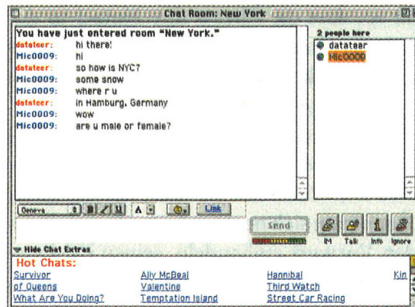 Chat Room: New York
You have just entered room "New York."
datateer: hi there!
Mic0009: hi
datateer: so how is NYC?
Mic0009: some snow
Mic0009: where r u
datateer: in Hamburg, Germany
Mic0009: wow
Mic0009: are u male or female?
2 people here
datateer
Mic0009
Geneva
B I U A Link
Send
IM Talk Info Ignore
Hide Chat Extras
Hot Chats:
Survivor Ally McBeal Hannibal Kin
of Queens Valentine Third Watch
What Are You Doing? Temptation Island Street Car Racing